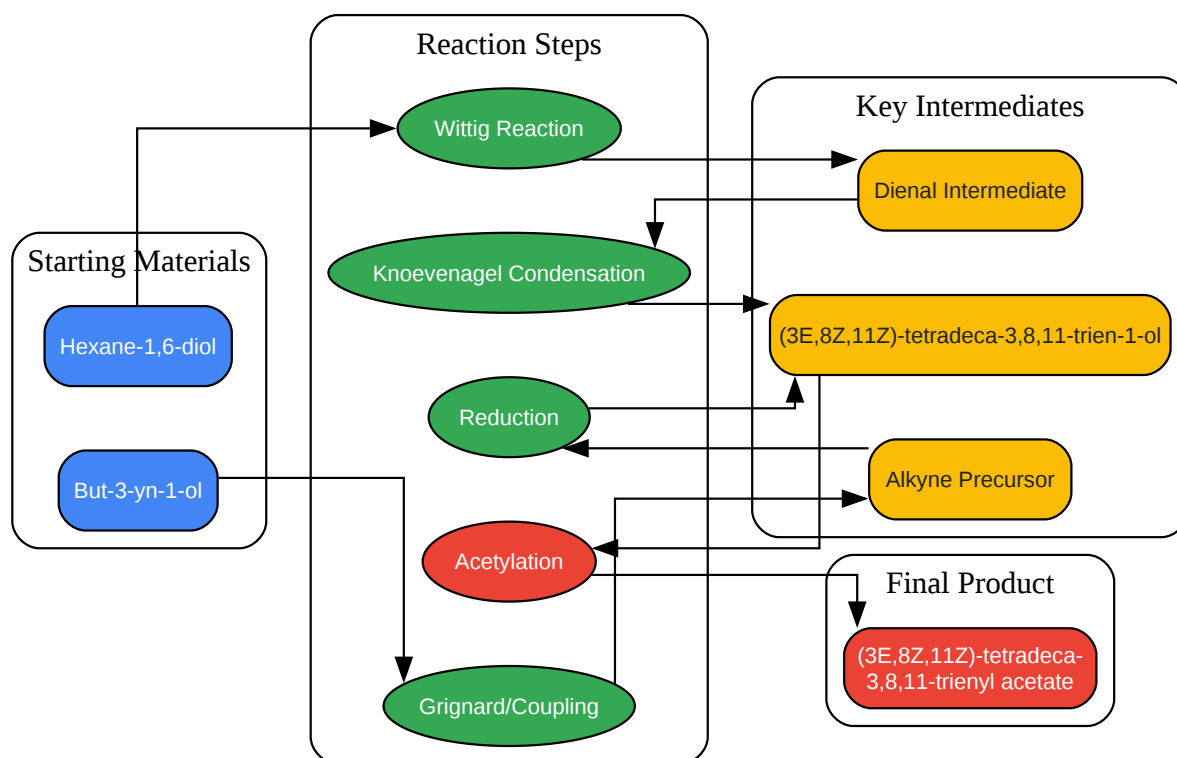 Reaction Steps
Wittig Reaction
Knoevenagel Condensation
Reduction
Acetylation
Grignard/Coupling
Key Intermediates
Dienal Intermediate
(3E,8Z,11Z)-tetradeca-3,8,11-trien-1-ol
Alkyne Precursor
Starting Materials
Hexane-1,6-diol
But-3-yn-1-ol
Final Product
(3E,8Z,11Z)-tetradeca-
3,8,11-trienyl acetate